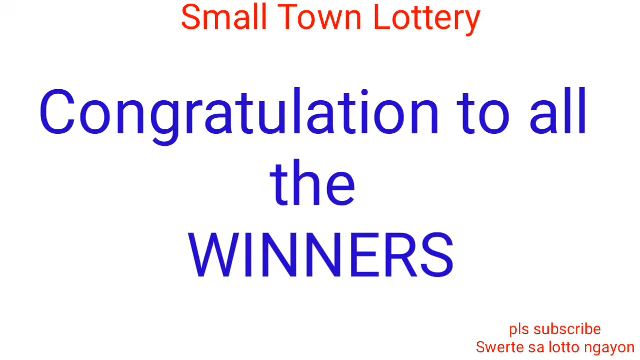 Small Town Lottery
Congratulation to all
the
WINNERS
pls subscribe
Swerte sa lotto ngayon